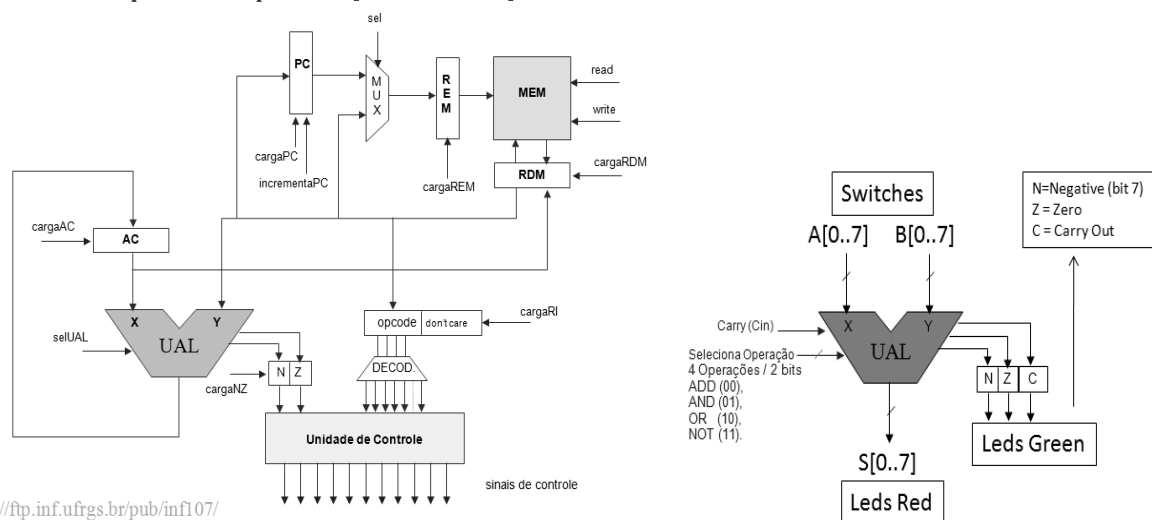 sel
PC
M
U
X
R
E
M
MEM
read
write
cargaPC
incrementaPC
cargaREM
RDM
cargaRDM
cargaAC
AC
X
Y
UAL
selUAL
cargaNZ
N Z
opcode
don't care
cargaRI
DECOD.
Unidade de Controle
sinais de controle
//ftp.inf.ufrgs.br/pub/inf107/
Switches
A[0..7] B[0..7]
N=Negative (bit 7)
Z = Zero
C = Carry Out
Carry (Cin)
X
Y
UAL
Seleciona Operação
4 Operações / 2 bits
ADD (00),
AND (01),
OR (10),
NOT (11).
N Z C
Leds Green
S[0..7]
Leds Red